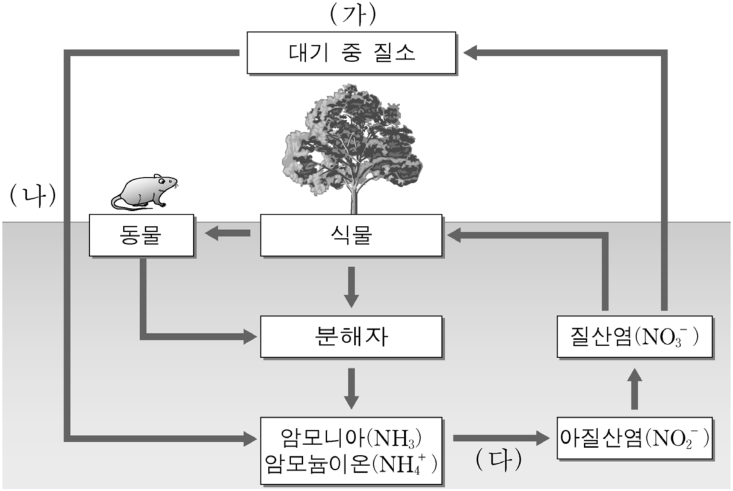 (가)
대기 중 질소
(나)
동물
식물
분해자
질산염(NO₃⁻)
암모니아(NH₃)
암모늄이온(NH₄⁺)
(다)
아질산염(NO₂⁻)